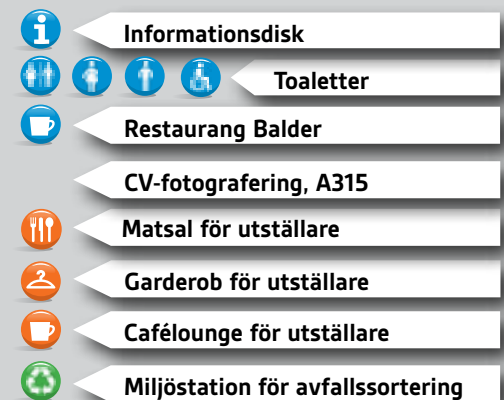 Informationsdisk
Toaletter
Restaurang Balder
CV-fotografering, A315
Matsal för utställare
Garderob för utställare
Cafélounge för utställare
Miljöstation för avfallssortering